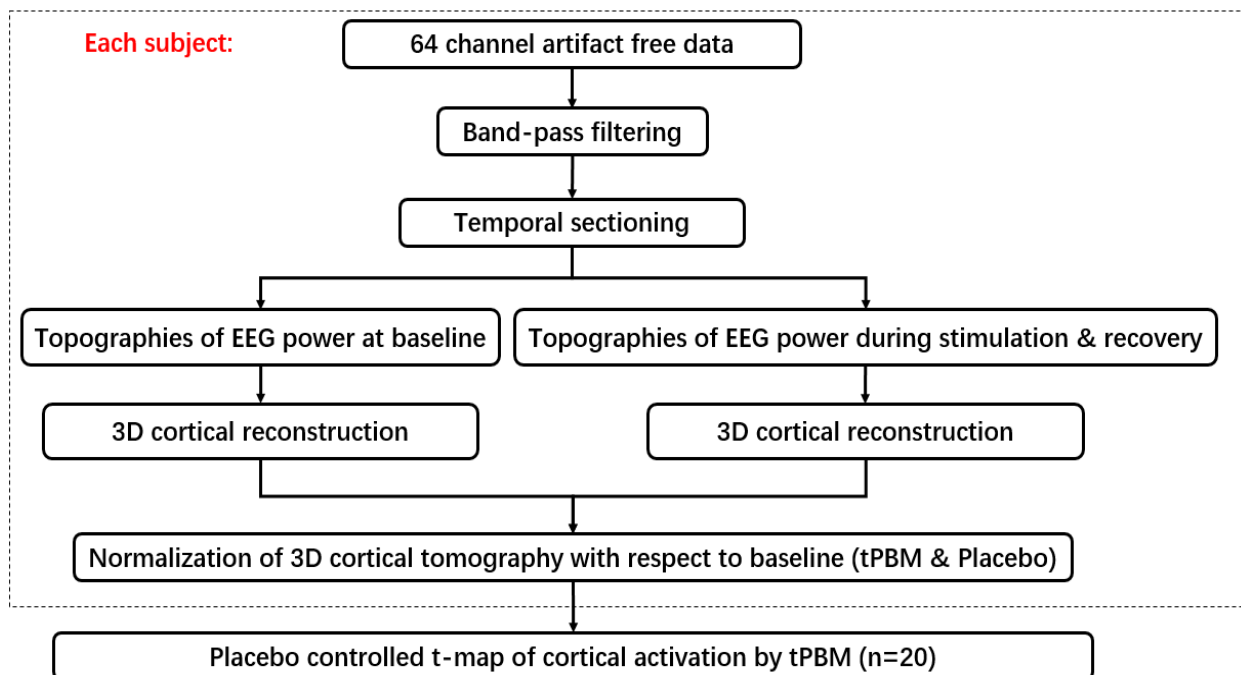 Each subject:
64 channel artifact free data
Band-pass filtering
Temporal sectioning
Topographies of EEG power at baseline
Topographies of EEG power during stimulation & recovery
3D cortical reconstruction
3D cortical reconstruction
Normalization of 3D cortical tomography with respect to baseline (tPBM & Placebo)
Placebo controlled t-map of cortical activation by tPBM (n=20)